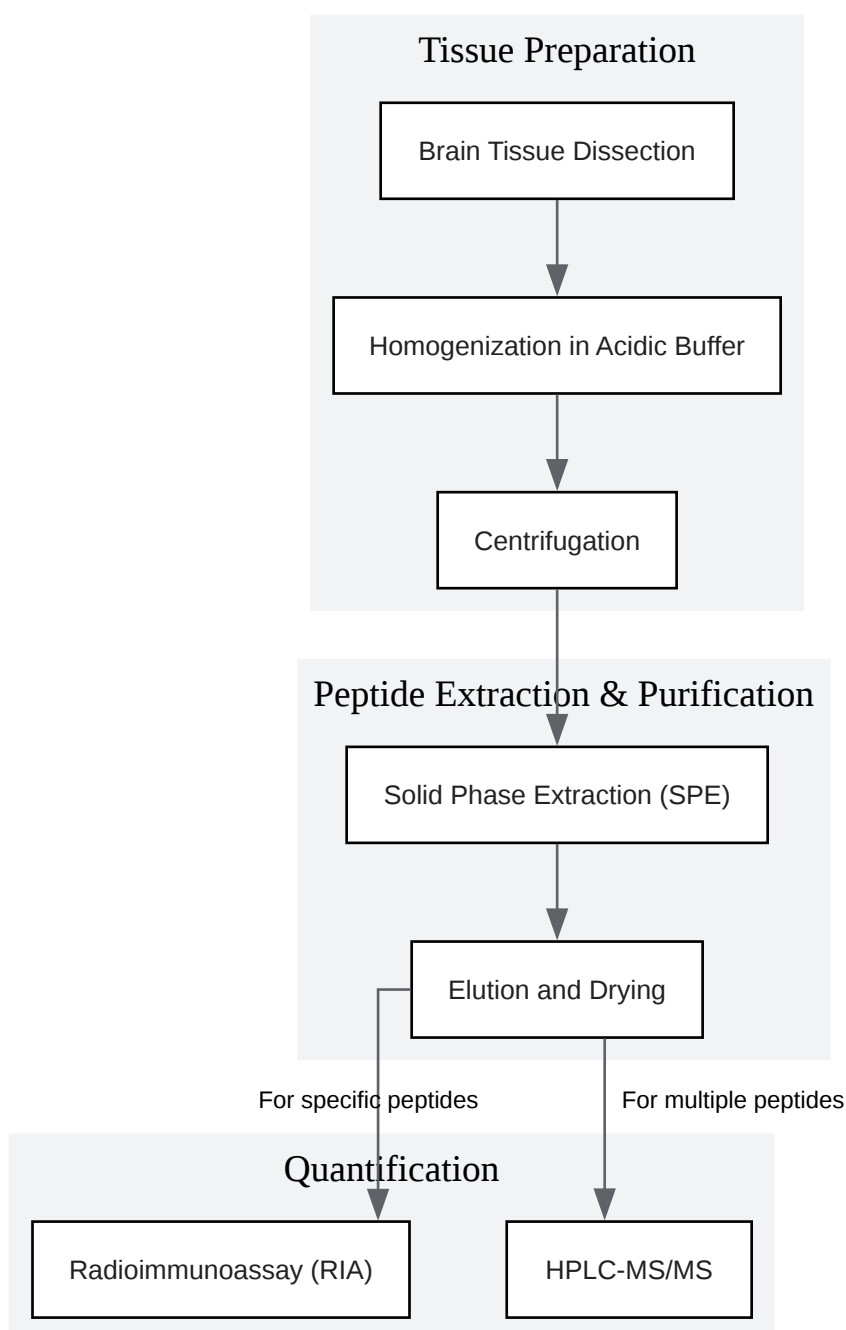 Tissue Preparation
Brain Tissue Dissection
Homogenization in Acidic Buffer
Centrifugation
Peptide Extraction & Purification
Solid Phase Extraction (SPE)
Elution and Drying
For specific peptides
For multiple peptides
Quantification
Radioimmunoassay (RIA)
HPLC-MS/MS